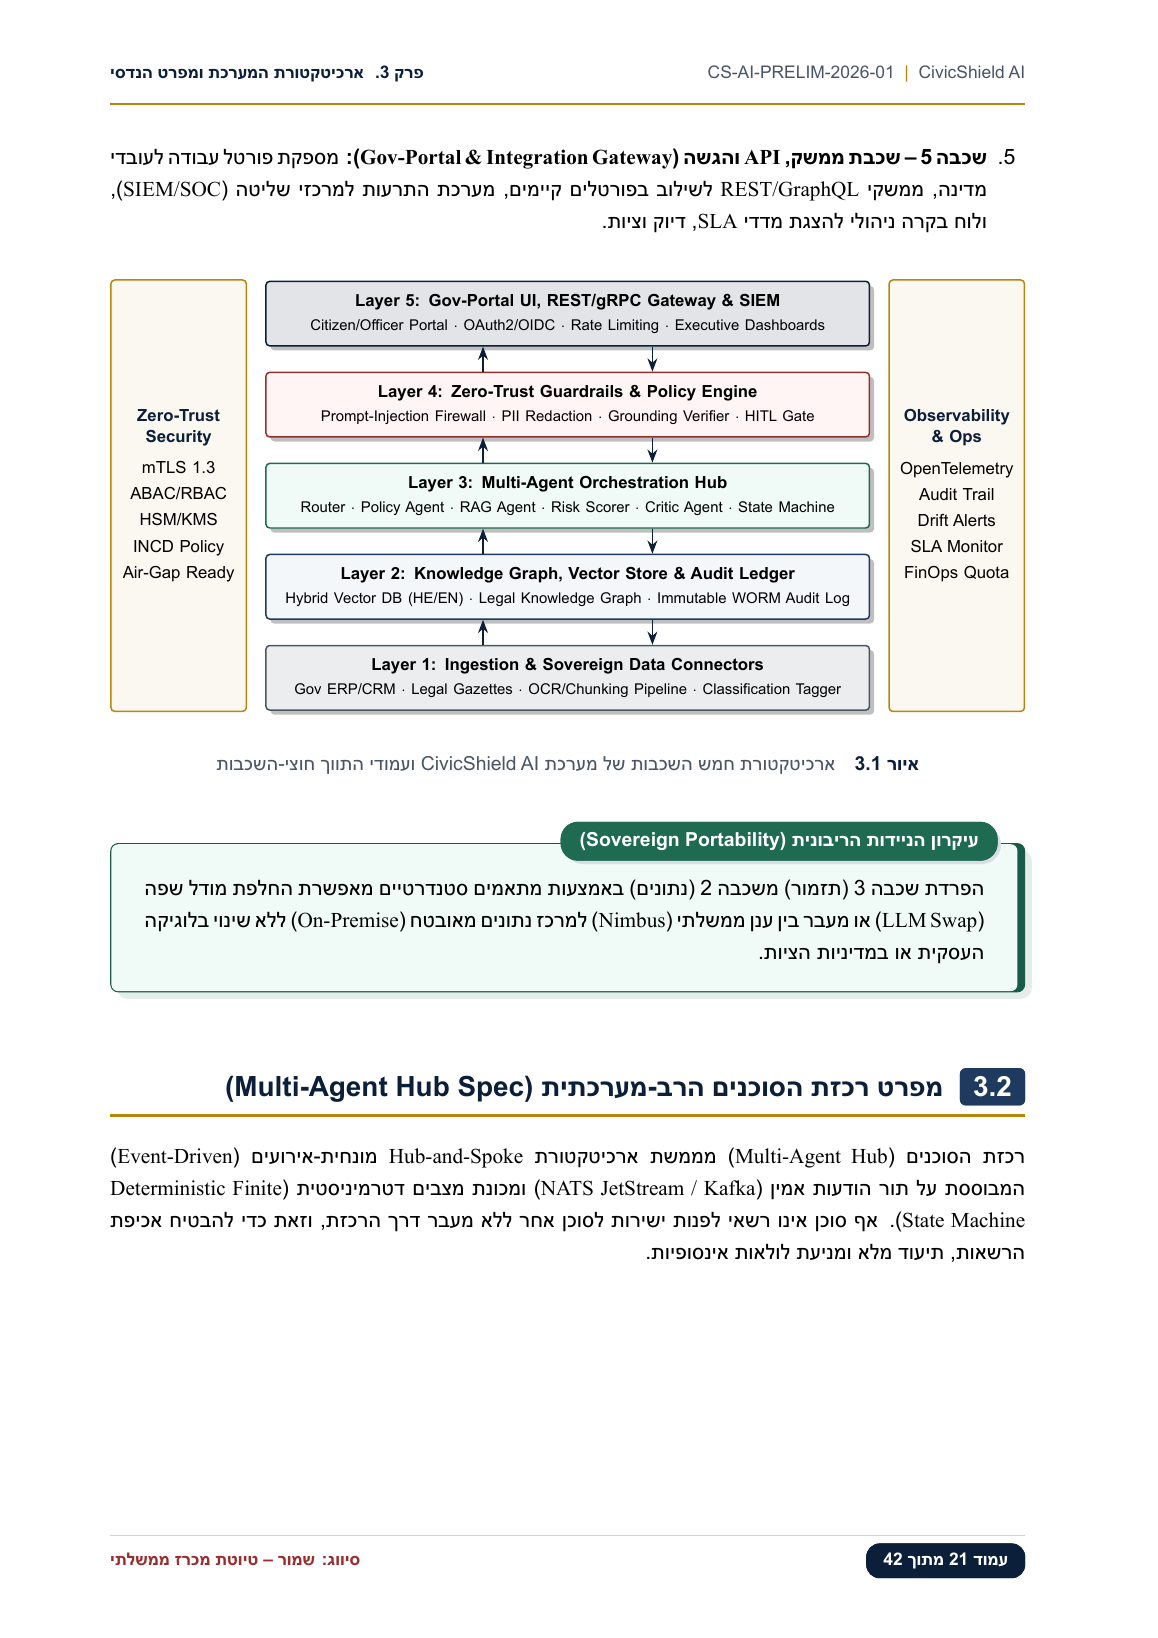 פרק 3. ארכיטקטורת המערכת ומפרט הנדסי
CS-AI-PRELIM-2026-01 | CivicShield AI
5. שכבה 5 – שכבת ממשק, API והגשה (Gov-Portal & Integration Gateway): מספקת פורטל עבודה לעובדי
מדינה, ממשקי REST/GraphQL לשילוב בפורטלים קיימים, מערכת התרעות למרכזי שליטה (SIEM/SOC),
ולוח בקרה ניהולי להצגת מדדי SLA, דיוק וציות.
Zero-Trust
Security
mTLS 1.3
ABAC/RBAC
HSM/KMS
INCD Policy
Air-Gap Ready
Layer 5: Gov-Portal UI, REST/gRPC Gateway & SIEM
Citizen/Officer Portal · OAuth2/OIDC · Rate Limiting · Executive Dashboards
Layer 4: Zero-Trust Guardrails & Policy Engine
Prompt-Injection Firewall · PII Redaction · Grounding Verifier · HITL Gate
Layer 3: Multi-Agent Orchestration Hub
Router · Policy Agent · RAG Agent · Risk Scorer · Critic Agent · State Machine
Layer 2: Knowledge Graph, Vector Store & Audit Ledger
Hybrid Vector DB (HE/EN) · Legal Knowledge Graph · Immutable WORM Audit Log
Layer 1: Ingestion & Sovereign Data Connectors
Gov ERP/CRM · Legal Gazettes · OCR/Chunking Pipeline · Classification Tagger
Observability
& Ops
OpenTelemetry
Audit Trail
Drift Alerts
SLA Monitor
FinOps Quota
איור 3.1 ארכיטקטורת חמש השכבות של מערכת CivicShield AI ועמודי התווך חוצי-השכבות
עיקרון הניידות הריבונית (Sovereign Portability)
הפרדת שכבה 3 (תזמור) משכבה 2 (נתונים) באמצעות מתאמים סטנדרטיים מאפשרת החלפת מודל שפה
(LLM Swap) או מעבר בין ענן ממשלתי (Nimbus) למרכז נתונים מאובטח (On-Premise) ללא שינוי בלוגיקה
העסקית או במדיניות הציות.
3.2 מפרט רכזת הסוכנים הרב-מערכתית (Multi-Agent Hub Spec)
רכזת הסוכנים (Multi-Agent Hub) מממשת ארכיטקטורת Hub-and-Spoke מונחית-אירועים (Event-Driven)
המבוססת על תור הודעות אמין (NATS JetStream / Kafka) ומכונת מצבים דטרמיניסטית (Deterministic Finite
State Machine). אף סוכן אינו רשאי לפנות ישירות לסוכן אחר ללא מעבר דרך הרכזת, וזאת כדי להבטיח אכיפת
הרשאות, תיעוד מלא ומניעת לולאות אינסופיות.
עמוד 21 מתוך 42
סיווג: שמור – טיוטת מכרז ממשלתי